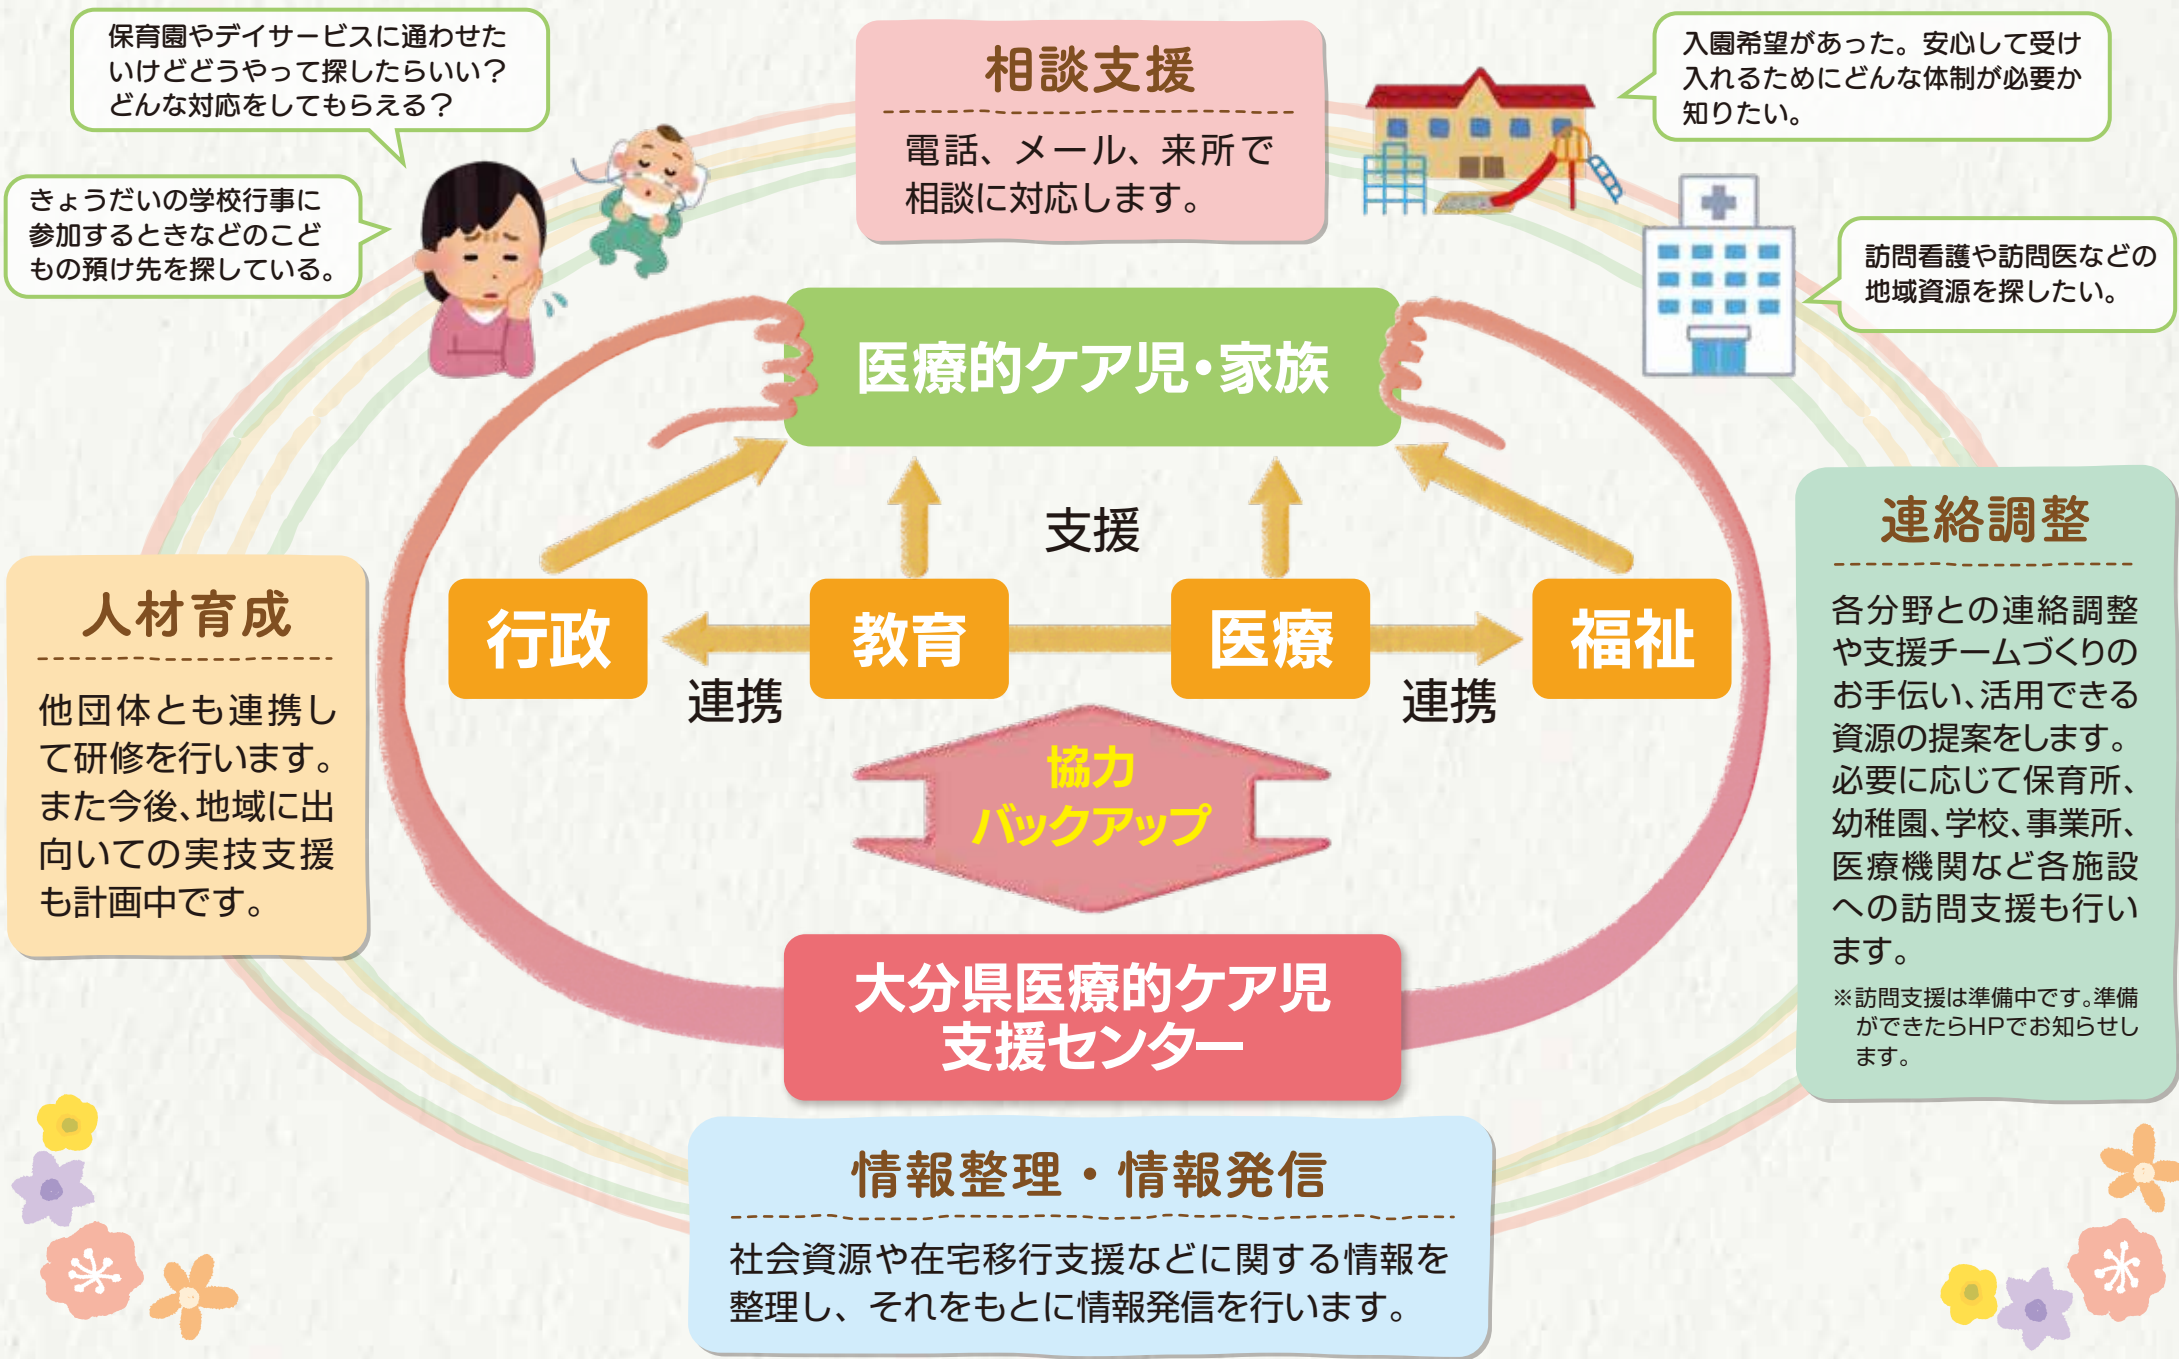 保育園やデイサービスに通わせた
いけどどうやって探したらいい？
どんな対応をしてもらえる？
きょうだいの学校行事に
参加するときなどのこど
もの預け先を探している。
相談支援
電話、メール、来所で
相談に対応します。
入園希望があった。安心して受け
入れるためにどんな体制が必要か
知りたい。
訪問看護や訪問医などの
地域資源を探したい。
医療的ケア児・家族
支援
行政
教育
医療
福祉
連携
連携
協力
バックアップ
大分県医療的ケア児
支援センター
人材育成
他団体とも連携し
て研修を行います。
また今後、地域に出
向いての実技支援
も計画中です。
連絡調整
各分野との連絡調整
や支援チームづくりの
お手伝い、活用できる
資源の提案をします。
必要に応じて保育所、
幼稚園、学校、事業所、
医療機関など各施設
への訪問支援も行い
ます。
※訪問支援は準備中です。準備
ができたらHPでお知らせし
ます。
情報整理・情報発信
社会資源や在宅移行支援などに関する情報を
整理し、それをもとに情報発信を行います。